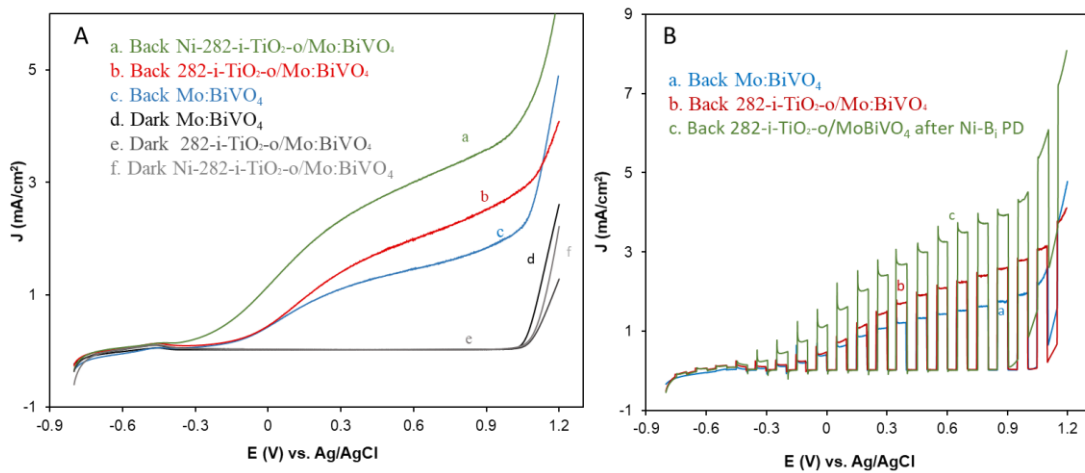 A
a. Back Ni-282-i-TiO₂-o/Mo:BiVO₄
b. Back 282-i-TiO₂-o/Mo:BiVO₄
c. Back Mo:BiVO₄
d. Dark Mo:BiVO₄
e. Dark 282-i-TiO₂-o/Mo:BiVO₄
f. Dark Ni-282-i-TiO₂-o/Mo:BiVO₄
a
b
c
d
f
e
5
3
1
-1
J (mA/cm²)
-0.9
-0.6
-0.3
0
0.3
0.6
0.9
1.2
E (V) vs. Ag/AgCl
B
a. Back Mo:BiVO₄
b. Back 282-i-TiO₂-o/Mo:BiVO₄
c. Back 282-i-TiO₂-o/MoBiVO₄ after Ni-Bᵢ PD
c
b
a
9
7
5
3
1
-1
J (mA/cm²)
-0.9
-0.6
-0.3
0
0.3
0.6
0.9
1.2
E (V) vs. Ag/AgCl